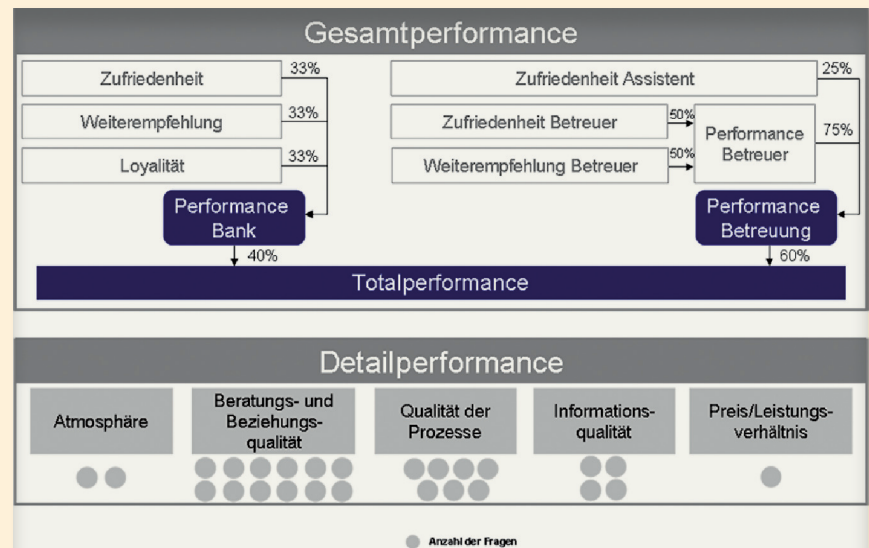 Gesamtperformance
Zufriedenheit
33%
Weiterempfehlung
33%
Loyalität
33%
Performance
Bank
40%
Zufriedenheit Assistent
25%
Zufriedenheit Betreuer
50%
Weiterempfehlung Betreuer
50%
Performance
Betreuer
75%
Performance
Betreuung
60%
Totalperformance
Detailperformance
Atmosphäre
Beratungs- und
Beziehungs-
qualität
Qualität der
Prozesse
Informations-
qualität
Preis/Leistungs-
verhältnis
Anzahl der Fragen